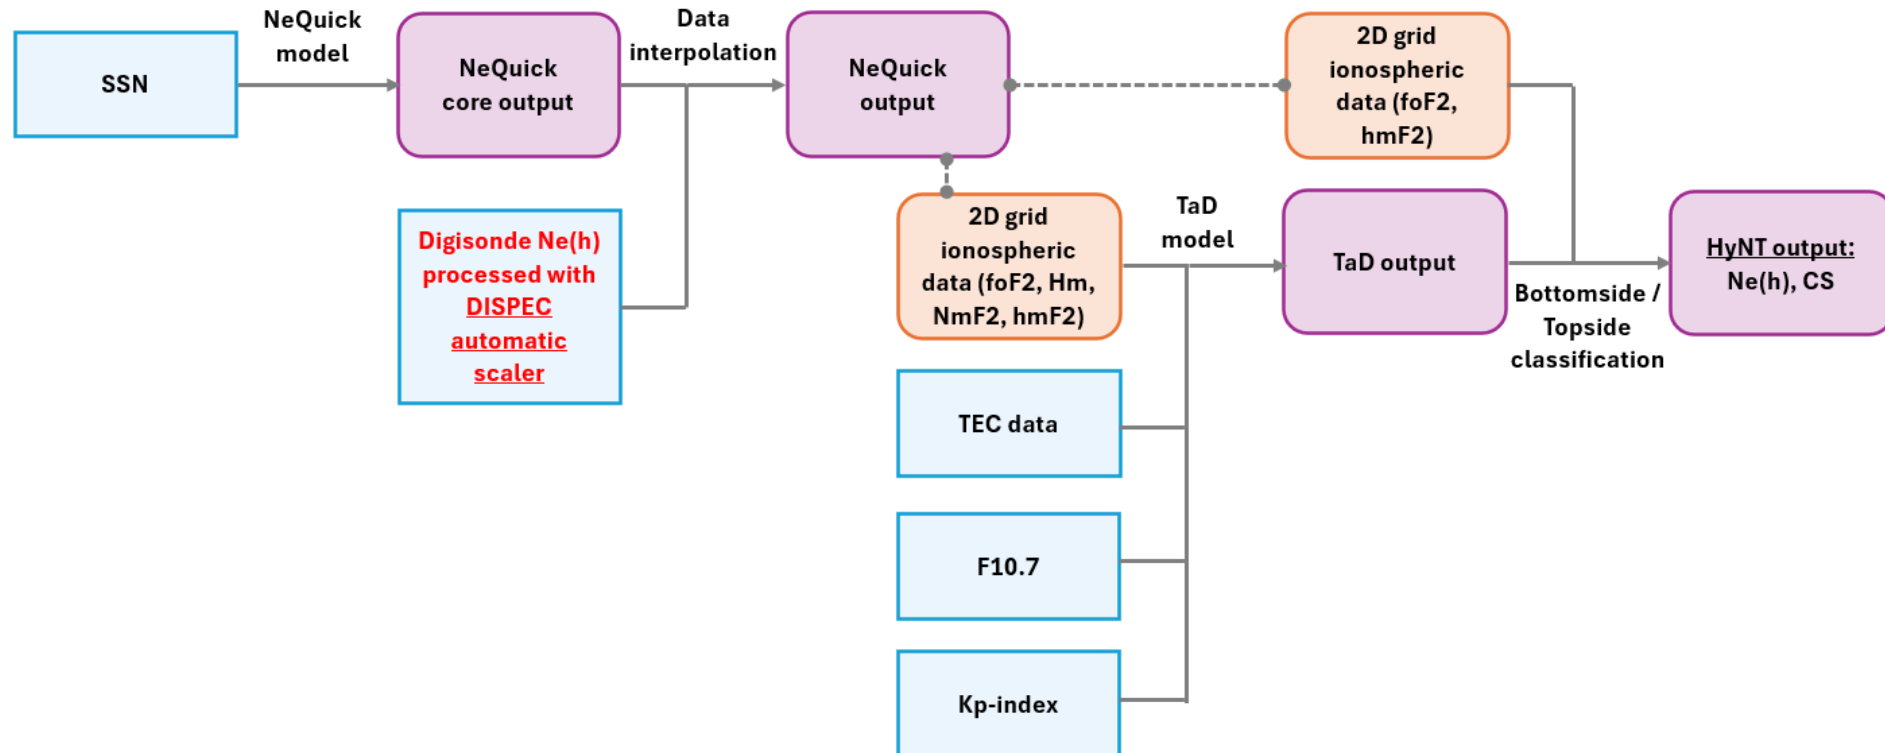 SSN
NeQuick
model
NeQuick
core output
Data
interpolation
NeQuick
output
2D grid
ionospheric
data (foF2,
hmF2)
Digisonde Ne(h)
processed with
DISPEC
automatic
scaler
2D grid
ionospheric
data (foF2, Hm,
NmF2, hmF2)
TaD
model
TaD output
Bottomside /
Topside
classification
HyNT output:
Ne(h), CS
TEC data
F10.7
Kp-index